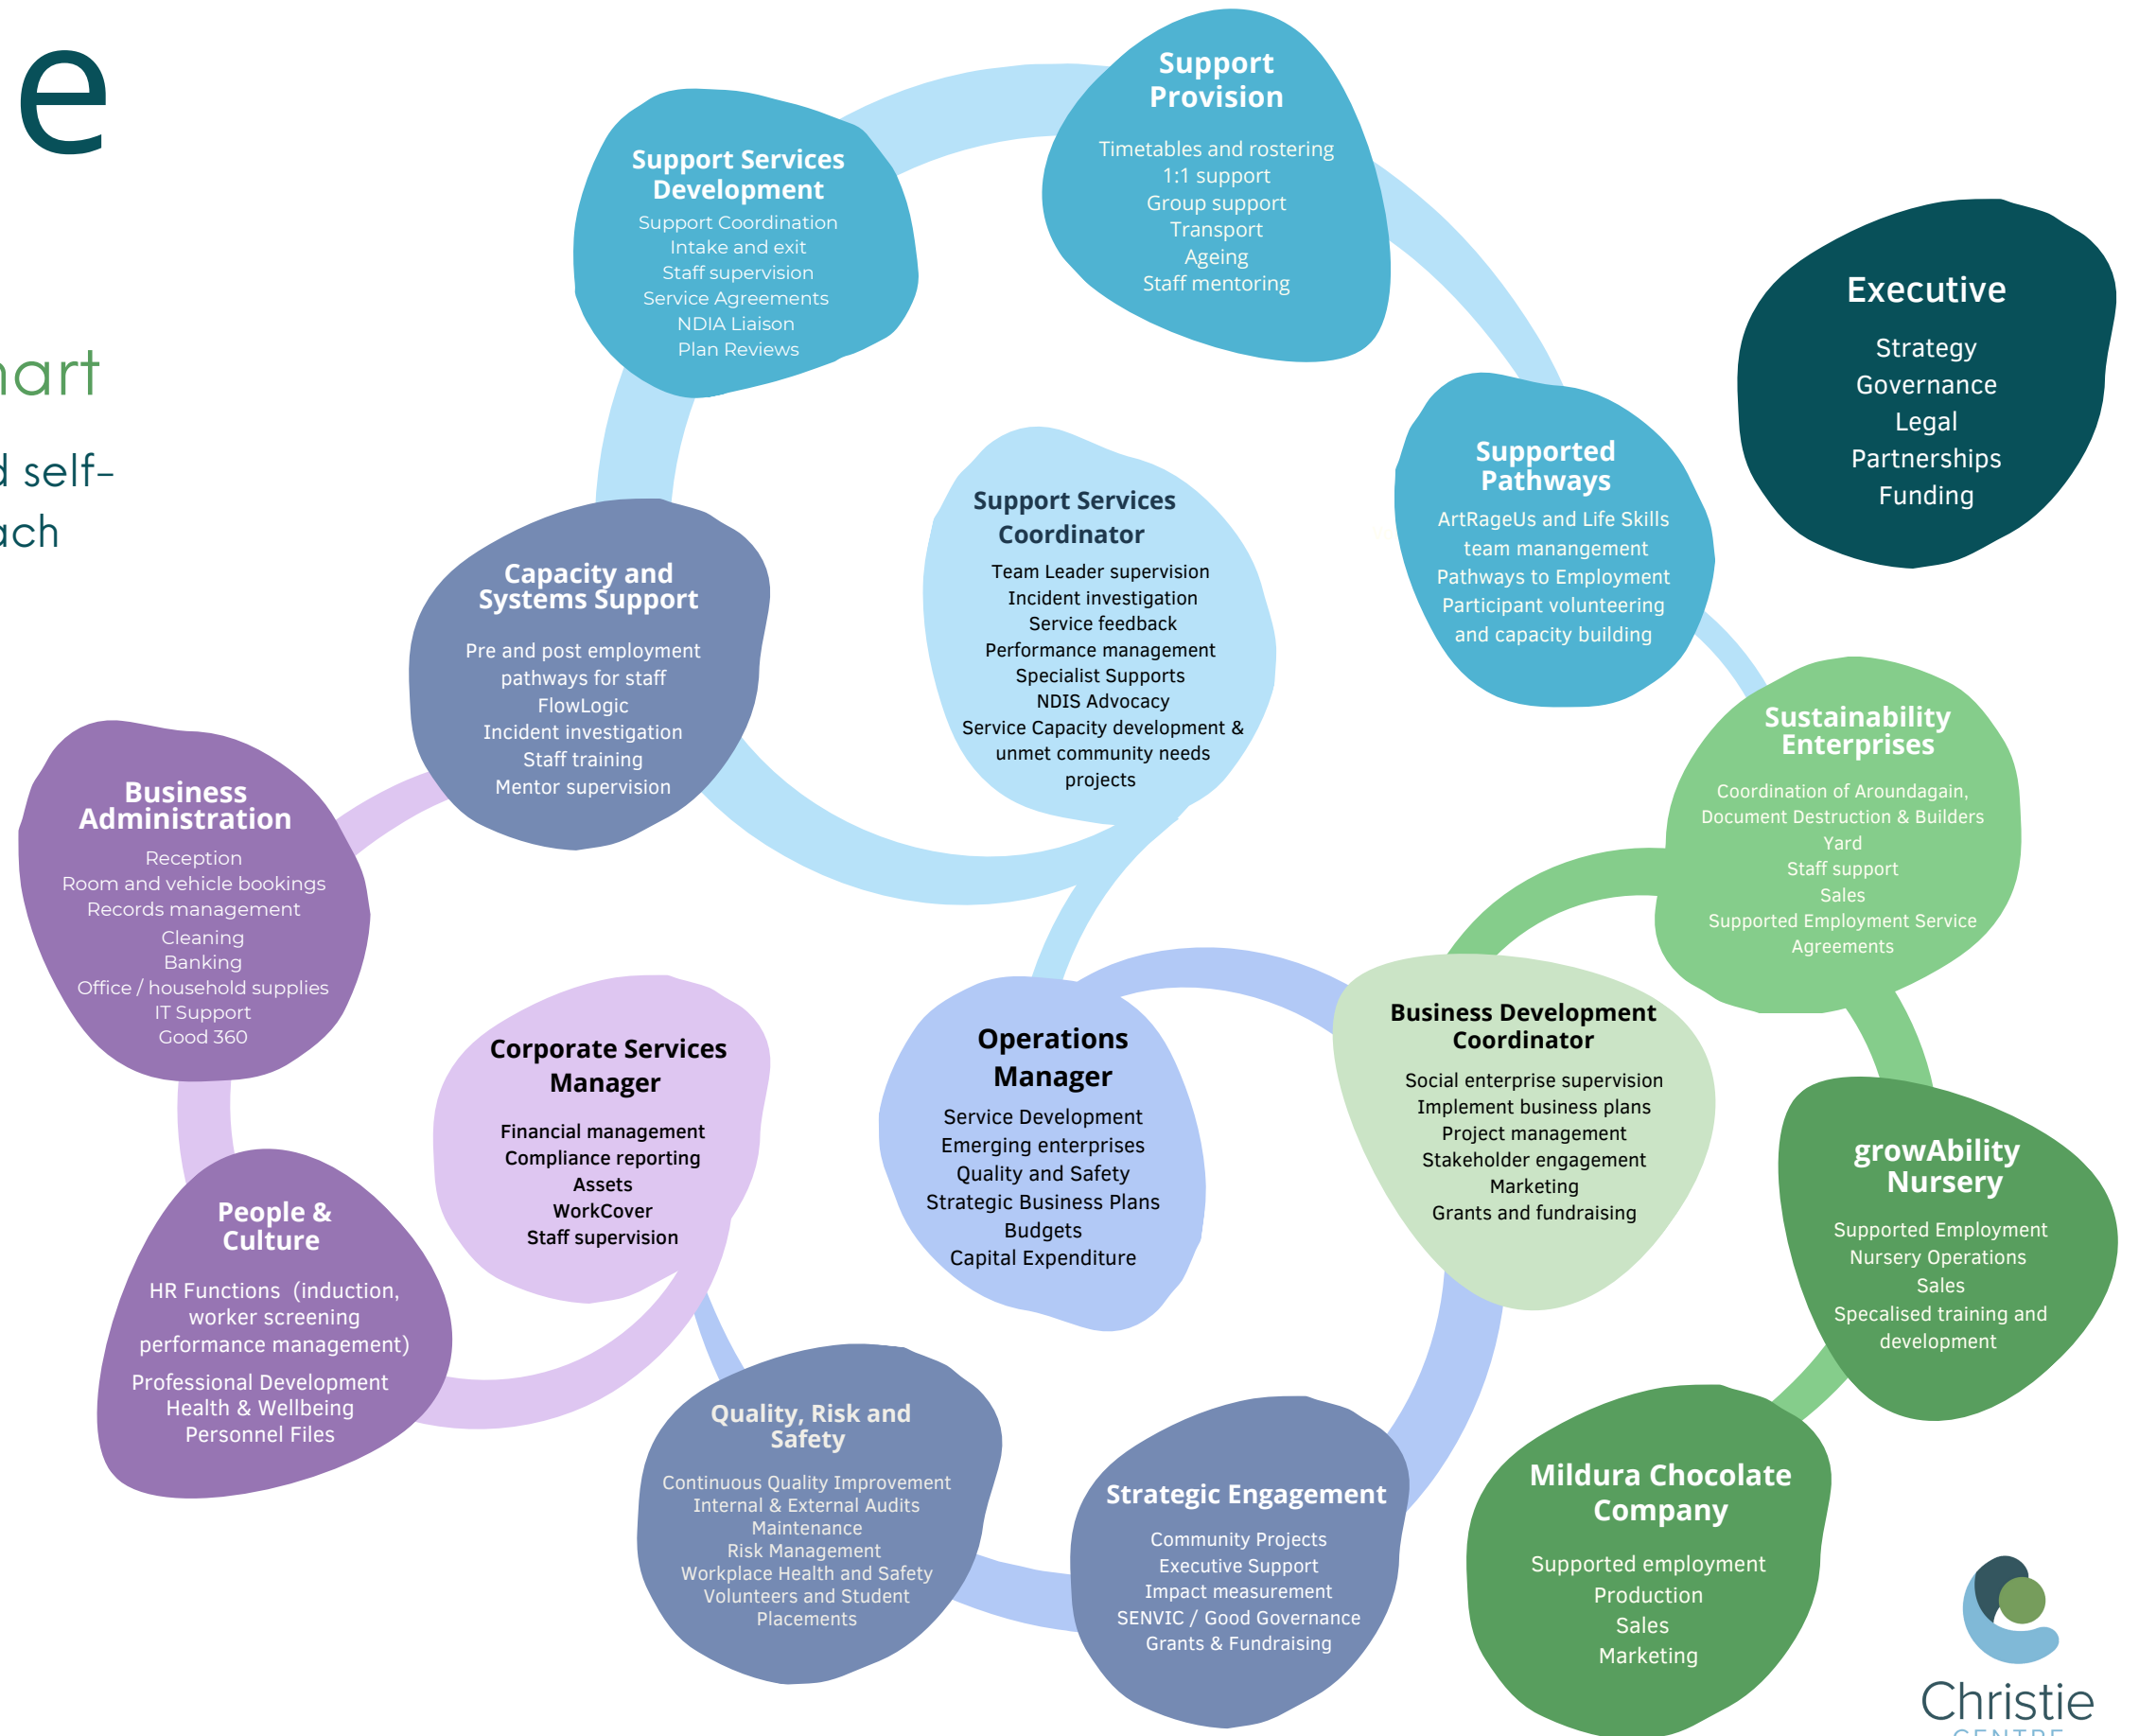 e
hart
d self-
ach
Support
Provision
Timetables and rostering
1:1 support
Group support
Transport
Ageing
Staff mentoring
Support Services
Development
Support Coordination
Intake and exit
Staff supervision
Service Agreements
NDIA Liaison
Plan Reviews
Executive
Strategy
Governance
Legal
Partnerships
Funding
Supported
Pathways
ArtRageUs and Life Skills
team manangement
Pathways to Employment
Participant volunteering
and capacity building
Support Services
Coordinator
Team Leader supervision
Incident investigation
Service feedback
Performance management
Specialist Supports
NDIS Advocacy
Service Capacity development &
unmet community needs
projects
Capacity and
Systems Support
Pre and post employment
pathways for staff
FlowLogic
Incident investigation
Staff training
Mentor supervision
Sustainability
Enterprises
Coordination of Aroundagain,
Document Destruction & Builders
Yard
Staff support
Sales
Supported Employment Service
Agreements
Business
Administration
Reception
Room and vehicle bookings
Records management
Cleaning
Banking
Office / household supplies
IT Support
Good 360
Corporate Services
Manager
Financial management
Compliance reporting
Assets
WorkCover
Staff supervision
Operations
Manager
Service Development
Emerging enterprises
Quality and Safety
Strategic Business Plans
Budgets
Capital Expenditure
Business Development
Coordinator
Social enterprise supervision
Implement business plans
Project management
Stakeholder engagement
Marketing
Grants and fundraising
growAbility
Nursery
Supported Employment
Nursery Operations
Sales
Specalised training and
development
People &
Culture
HR Functions (induction,
worker screening
performance management)
Professional Development
Health & Wellbeing
Personnel Files
Quality, Risk and
Safety
Continuous Quality Improvement
Internal & External Audits
Maintenance
Risk Management
Workplace Health and Safety
Volunteers and Student
Placements
Strategic Engagement
Community Projects
Executive Support
Impact measurement
SENVIC / Good Governance
Grants & Fundraising
Mildura Chocolate
Company
Supported employment
Production
Sales
Marketing
Christie
CENTRE